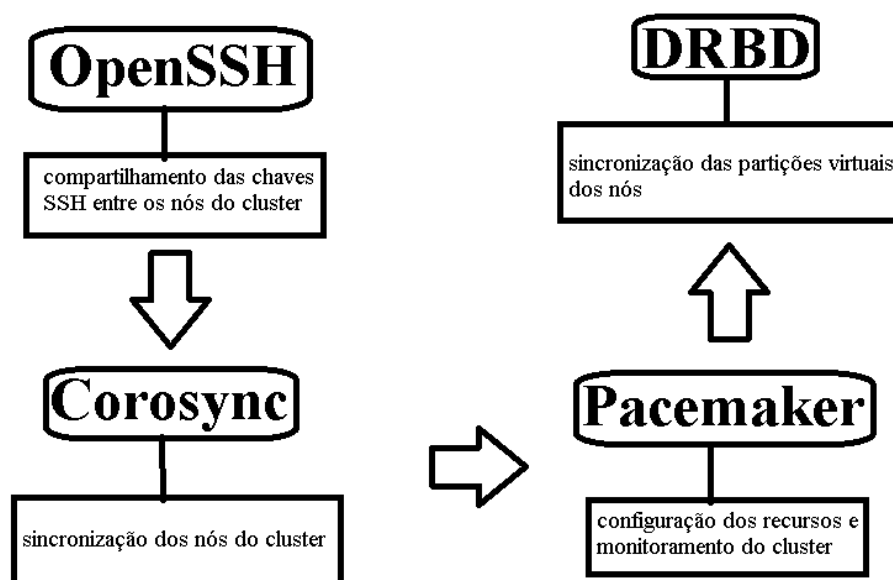 OpenSSH
compartilhamento das chaves
SSH entre os nós do cluster
Corosync
sincronização dos nós do cluster
Pacemaker
configuração dos recursos e
monitoramento do cluster
DRBD
sincronização das partições virtuais
dos nós